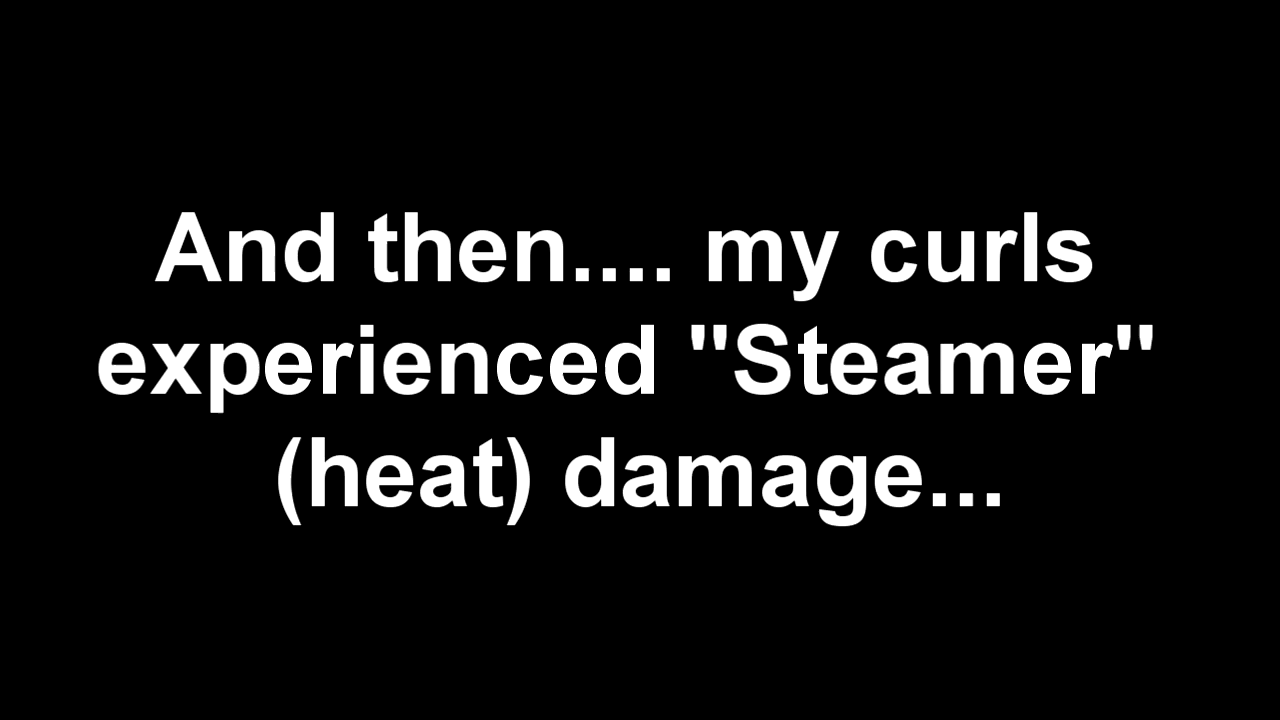 And then.... my curls
experienced "Steamer"
(heat) damage...